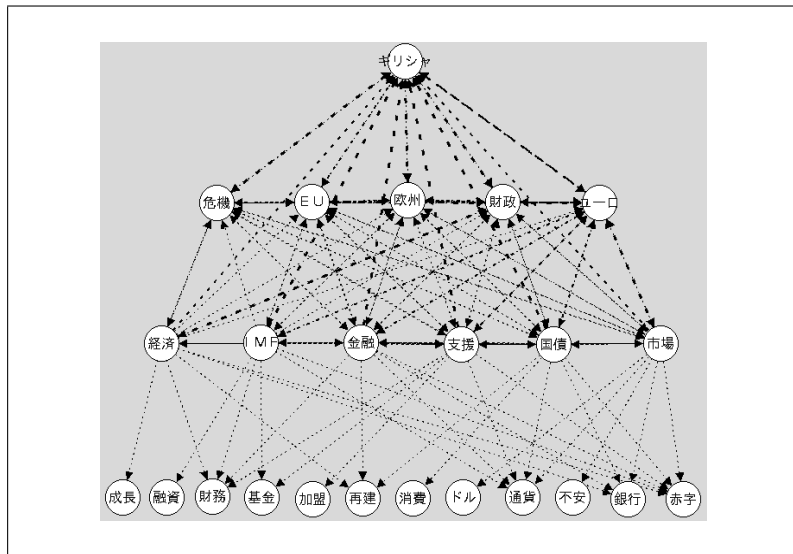 ギリシャ
危機 ＥＵ 欧州 財政 ユーロ
経済 ＩＭＦ 金融 支援 国債 市場
成長 融資 財務 基金 加盟 再建 消費 ドル 通貨 不安 銀行 赤字